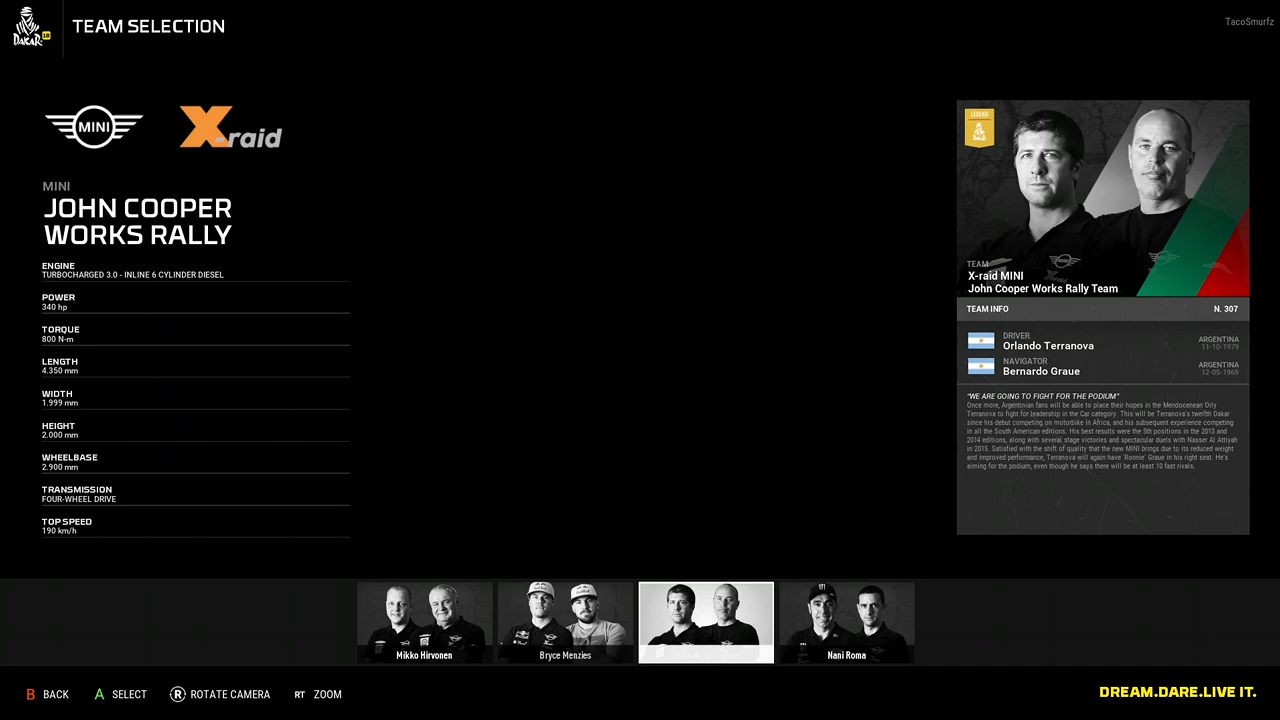 DAKAR 18
TEAM SELECTION
TacoSmurfz
MINI
X-raid
MINI
JOHN COOPER
WORKS RALLY
ENGINE
TURBOCHARGED 3.0 - INLINE 6 CYLINDER DIESEL
POWER
340 hp
TORQUE
800 N-m
LENGTH
4.350 mm
WIDTH
1.999 mm
HEIGHT
2.000 mm
WHEELBASE
2.900 mm
TRANSMISSION
FOUR-WHEEL DRIVE
TOP SPEED
190 km/h
LEGEND
TEAM
X-raid MINI
John Cooper Works Rally Team
TEAM INFO N. 307
DRIVER
Orlando Terranova
ARGENTINA
11-10-1979
NAVIGATOR
Bernardo Graue
ARGENTINA
12-05-1969
"WE ARE GOING TO FIGHT FOR THE PODIUM"
Once more, Argentinian fans will be able to place their hopes in the Mendocenean Orly
Terranova to fight for leadership in the Car category. This will be Terranova's twelfth Dakar
since his debut competing on motorbike in Africa, and his subsequent experience competing
in all the South American editions. His best results were the 5th positions in the 2013 and
2014 editions, along with several stage victories and spectacular duels with Nasser Al Attiyah
in 2015. Satisfied with the shift of quality that the new MINI brings due to its reduced weight
and improved performance, Terranova will again have 'Ronnie' Graue in his right seat. He's
aiming for the podium, even though he says there will be at least 10 fast rivals.
Mikko Hirvonen
Bryce Menzies
Nani Roma
B BACK
A SELECT
R ROTATE CAMERA
RT ZOOM
DREAM.DARE.LIVE IT.